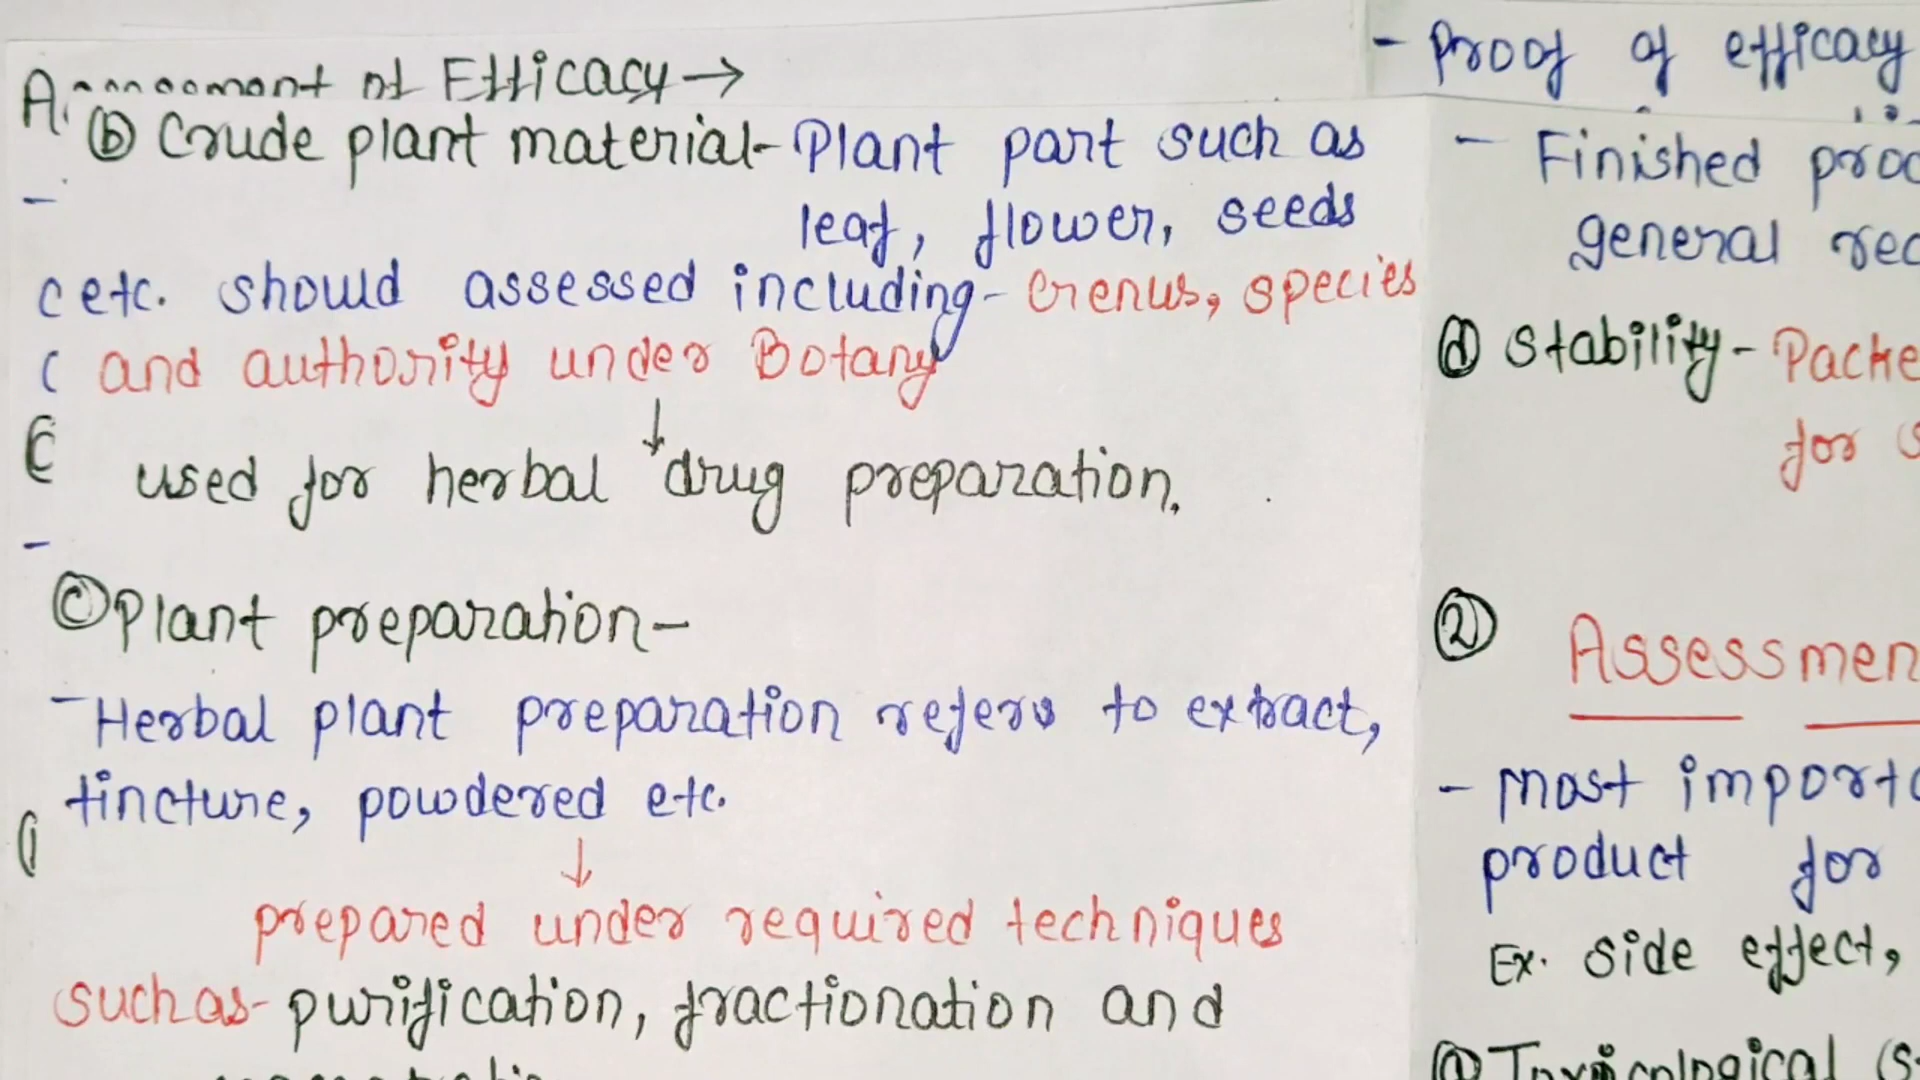 Assessment of Efficacy →
ⓑ Crude plant material- Plant part such as
leaf, flower, seeds
etc. should assessed including- Genus, species
and authority under Botany
↓
used for herbal drug preparation.
ⓒ Plant preparation-
- Herbal plant preparation refers to extract,
tincture, powdered etc.
↓
prepared under required techniques
such as- purification, fractionation and
- Proof of efficacy
- Finished
general
ⓓ Stability-
for
②
- most
product for
Ex. side effect,
ⓐ Toxicological